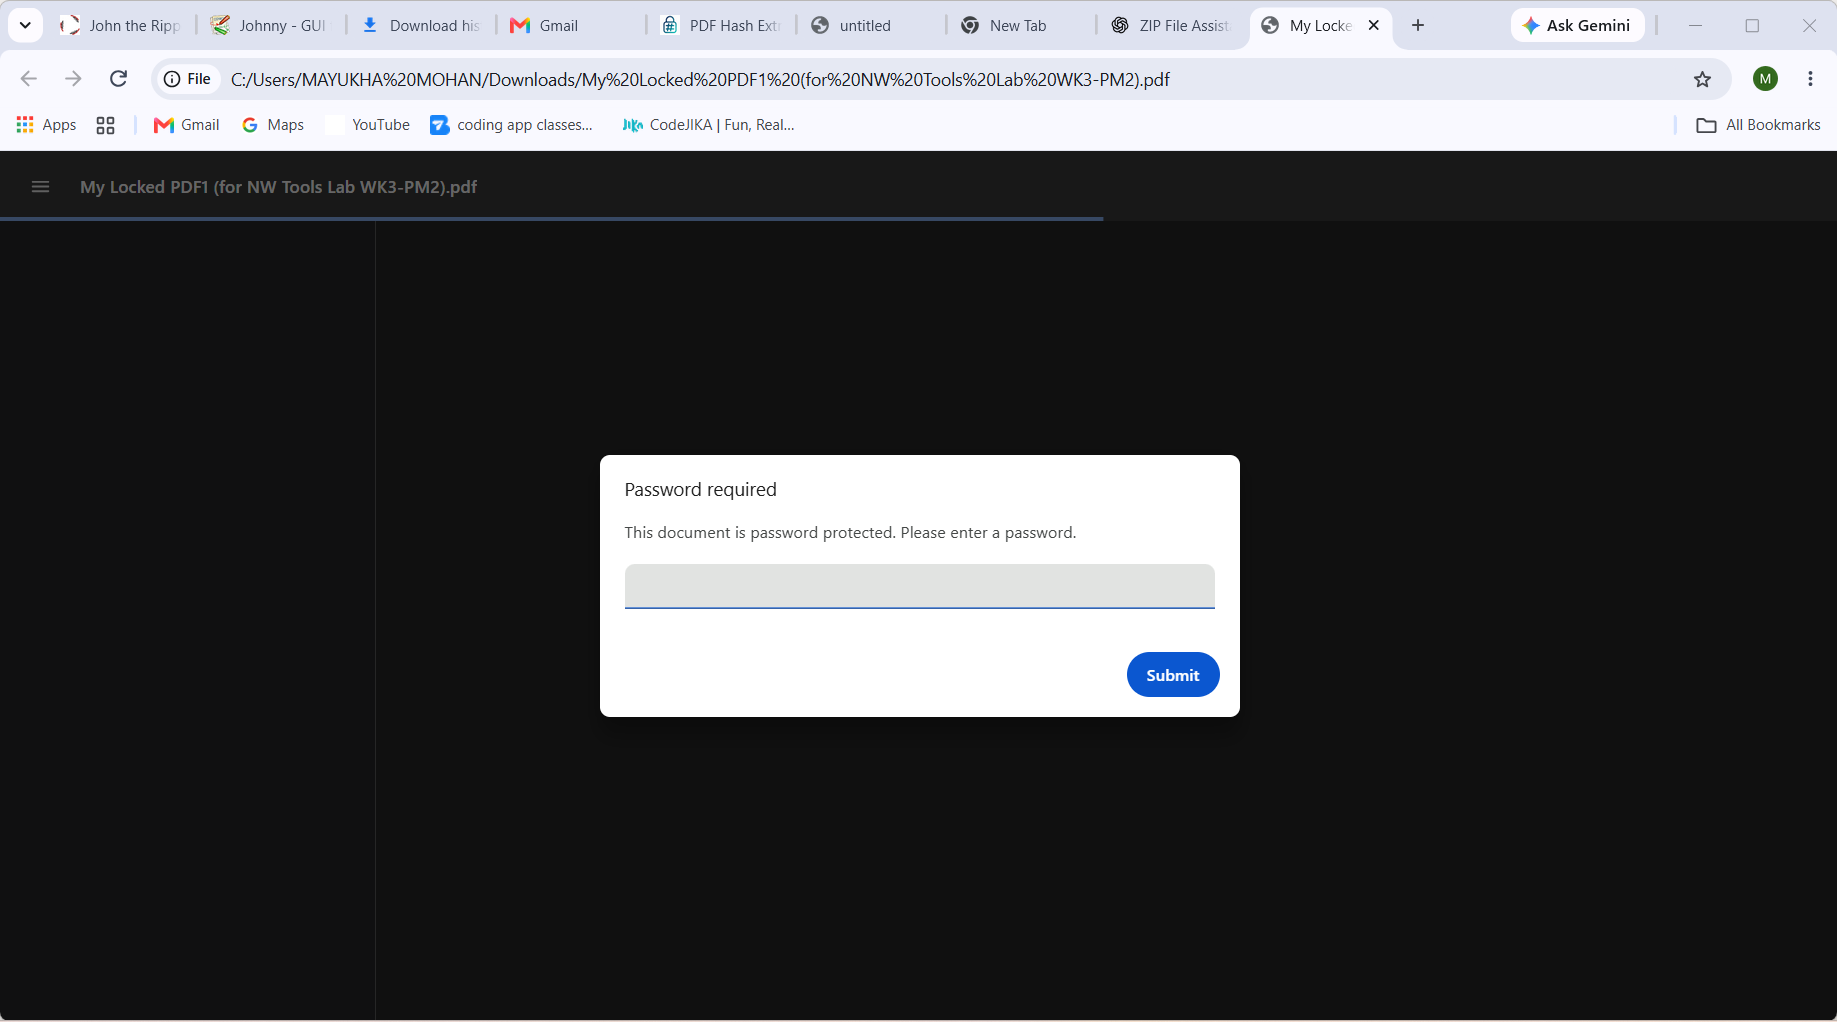 John the Ripp
Johnny - GUI
Download his
Gmail
PDF Hash Extr
untitled
New Tab
ZIP File Assist
My Locke
Ask Gemini
File
C:/Users/MAYUKHA%20MOHAN/Downloads/My%20Locked%20PDF1%20(for%20NW%20Tools%20Lab%20WK3-PM2).pdf
M
Apps
Gmail
Maps
YouTube
coding app classes...
CodeJIKA | Fun, Real...
All Bookmarks
My Locked PDF1 (for NW Tools Lab WK3-PM2).pdf
Password required
This document is password protected. Please enter a password.
Submit